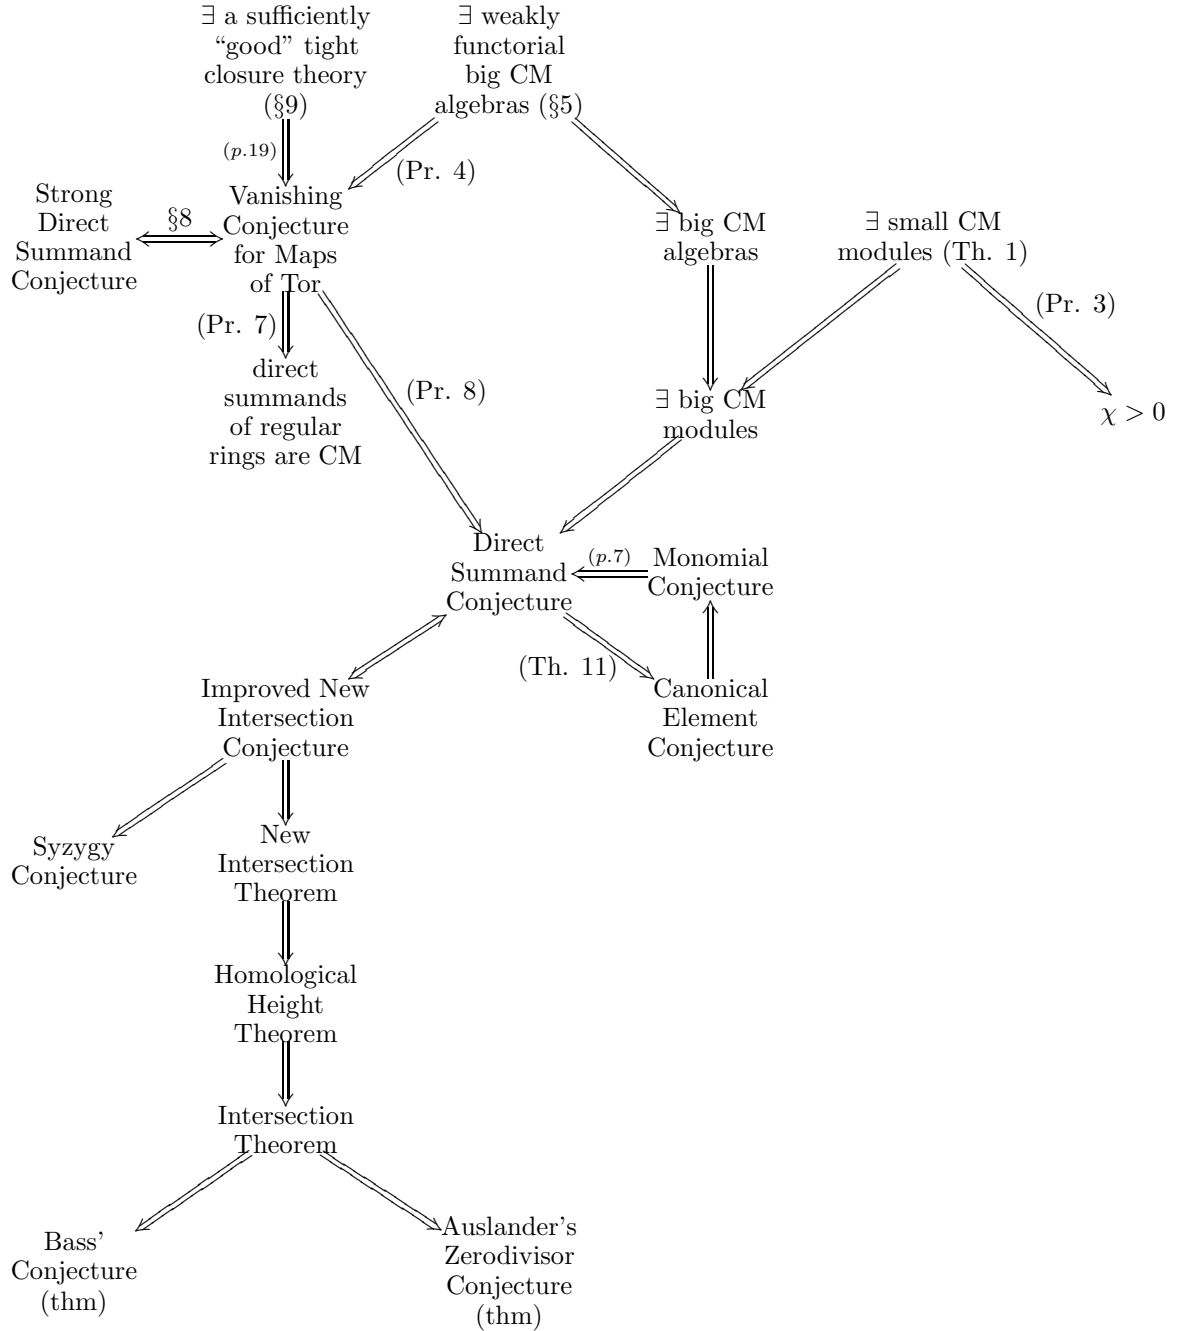 ∃ a sufficiently
“good” tight
closure theory
(§9)
∃ weakly
functorial
big CM
algebras (§5)
(p.19)
(Pr. 4)
Strong
Direct
Summand
Conjecture
§8
Vanishing
Conjecture
for Maps
of Tor
∃ big CM
algebras
∃ small CM
modules (Th. 1)
(Pr. 3)
(Pr. 7)
direct
summands
of regular
rings are CM
(Pr. 8)
∃ big CM
modules
χ > 0
Direct
Summand
Conjecture
(p.7)
Monomial
Conjecture
(Th. 11)
Improved New
Intersection
Conjecture
Canonical
Element
Conjecture
Syzygy
Conjecture
New
Intersection
Theorem
Homological
Height
Theorem
Intersection
Theorem
Bass’
Conjecture
(thm)
Auslander’s
Zerodivisor
Conjecture
(thm)